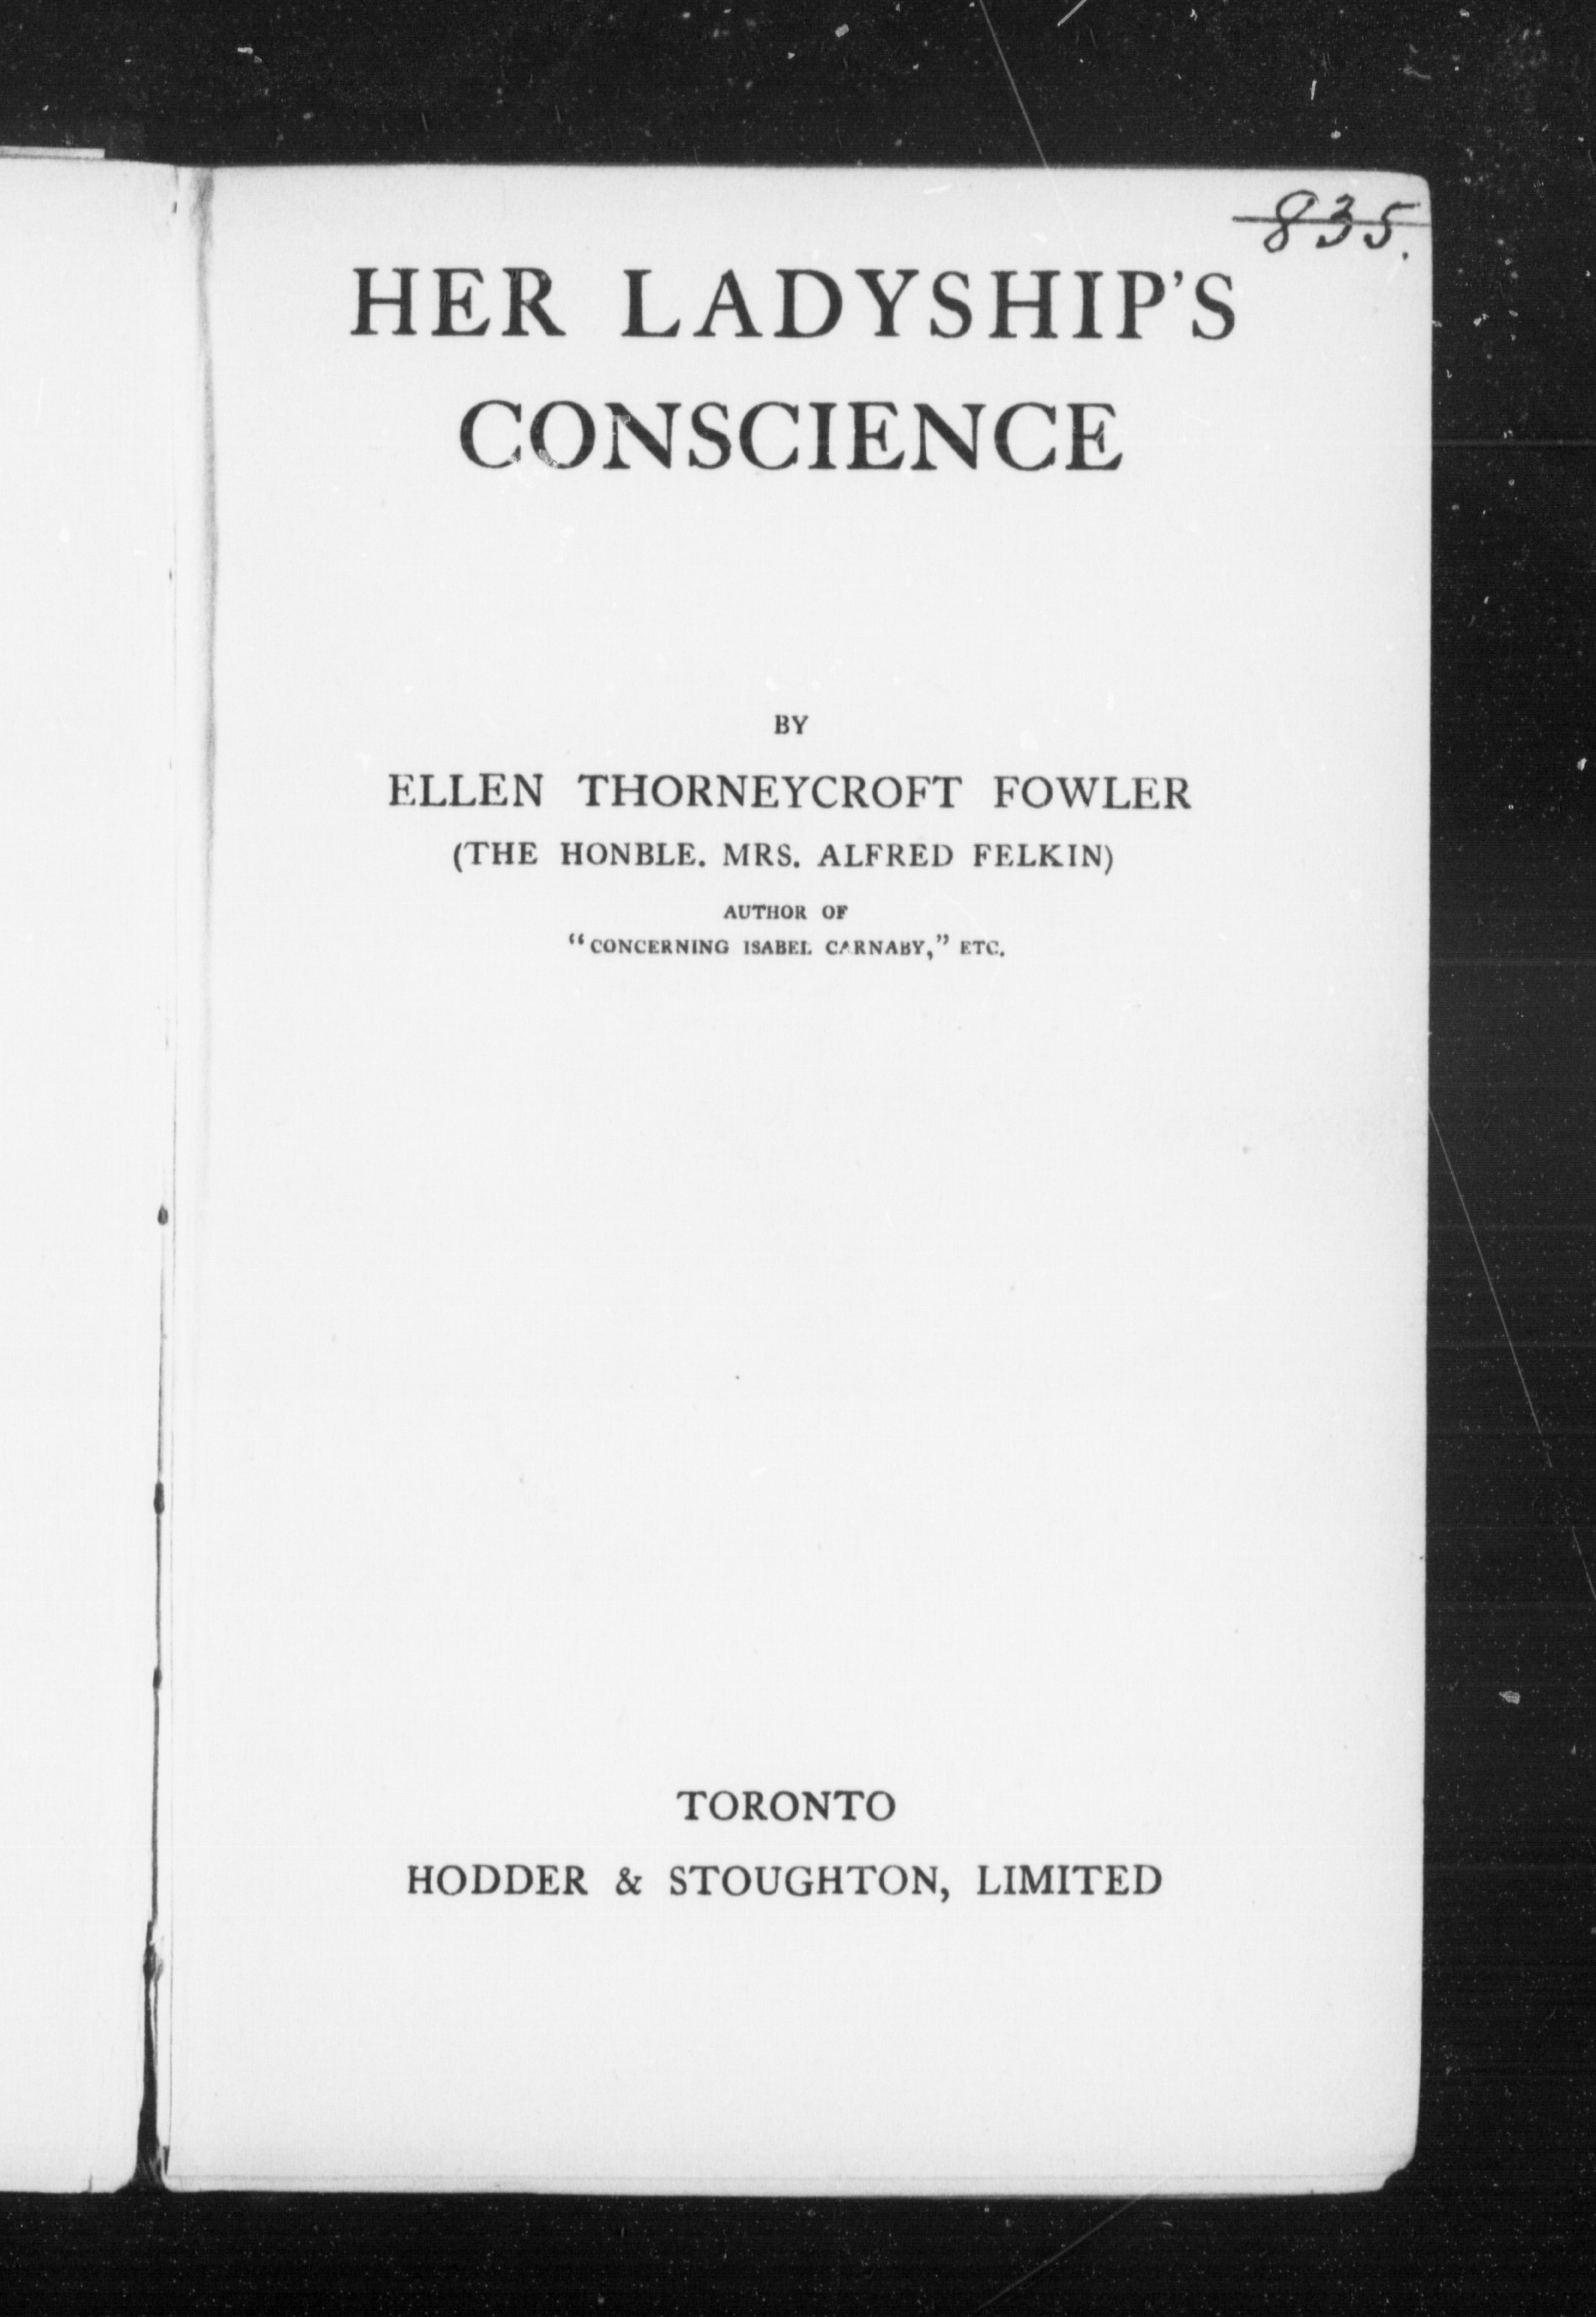 835.
HER LADYSHIP'S
CONSCIENCE
BY
ELLEN THORNEYCROFT FOWLER
(THE HONBLE. MRS. ALFRED FELKIN)
AUTHOR OF
“CONCERNING ISABEL CARNABY,” ETC.
TORONTO
HODDER & STOUGHTON, LIMITED